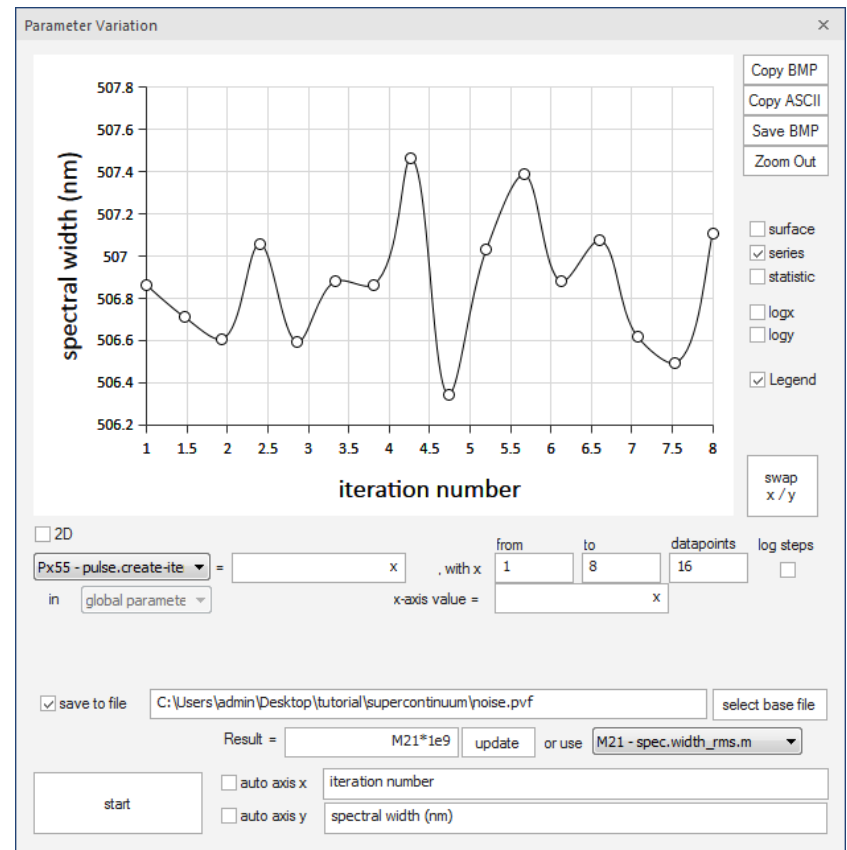 Parameter Variation
507.8
507.6
507.4
507.2
507
506.8
506.6
506.4
506.2
spectral width (nm)
1 1.5 2 2.5 3 3.5 4 4.5 5 5.5 6 6.5 7 7.5 8
iteration number
Copy BMP
Copy ASCII
Save BMP
Zoom Out
surface
series
statistic
logx
logy
Legend
swap
x / y
2D
from to datapoints log steps
Px55 - pulse.create-ite = x , with x 1 8 16
in global paramete x-axis value = x
save to file C:\Users\admin\Desktop\tutorial\supercontinuum\noise.pvf select base file
Result = M21*1e9 update or use M21 - spec.width_rms.m
start
auto axis x iteration number
auto axis y spectral width (nm)